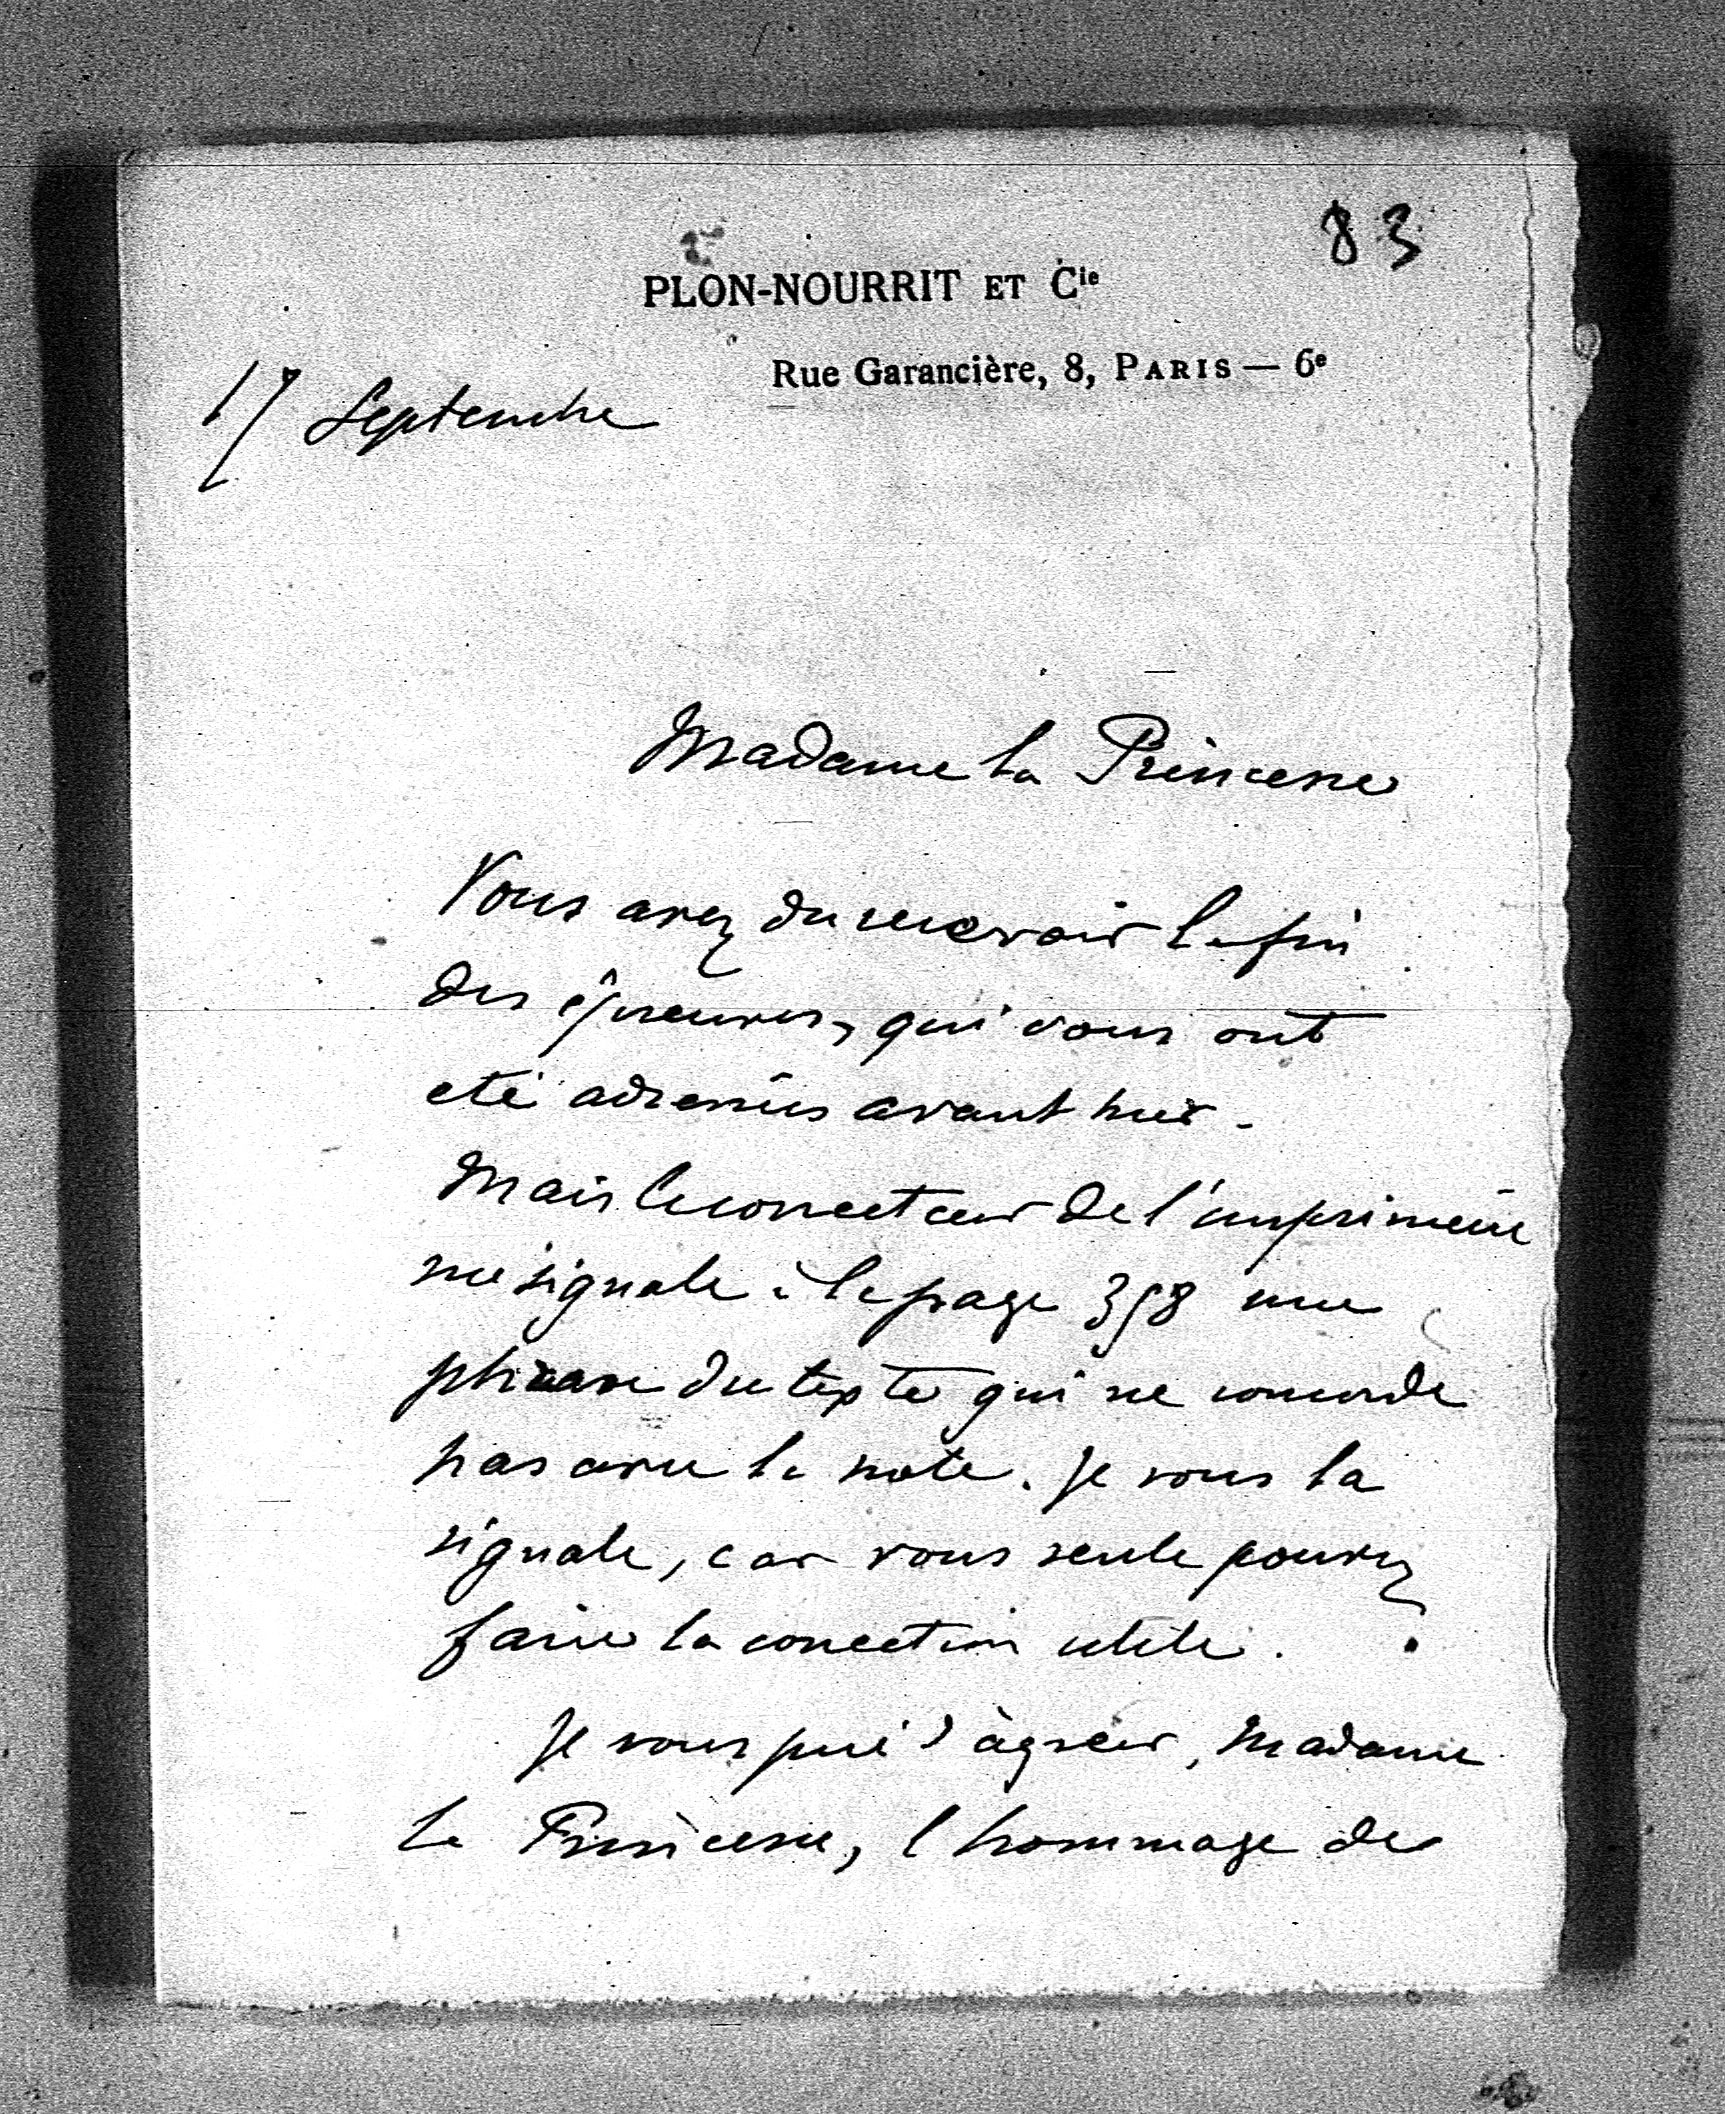 83
PLON-NOURRIT ET Cie
Rue Garancière, 8, PARIS — 6e
17 Septembre
Madame la Princesse
Vous avez du recevoir la fin
des épreuves, qui vous ont
eté adressées avant hier.
Mais le correcteur de l'imprimerie
me signale à la page 358 une
phrase du texte qui ne concorde
pas avec la note. Je vous la
signale, car vous seule pouvez
faire la correction utile.
Je vous prie d'agréer, Madame
la Princesse, l'hommage de